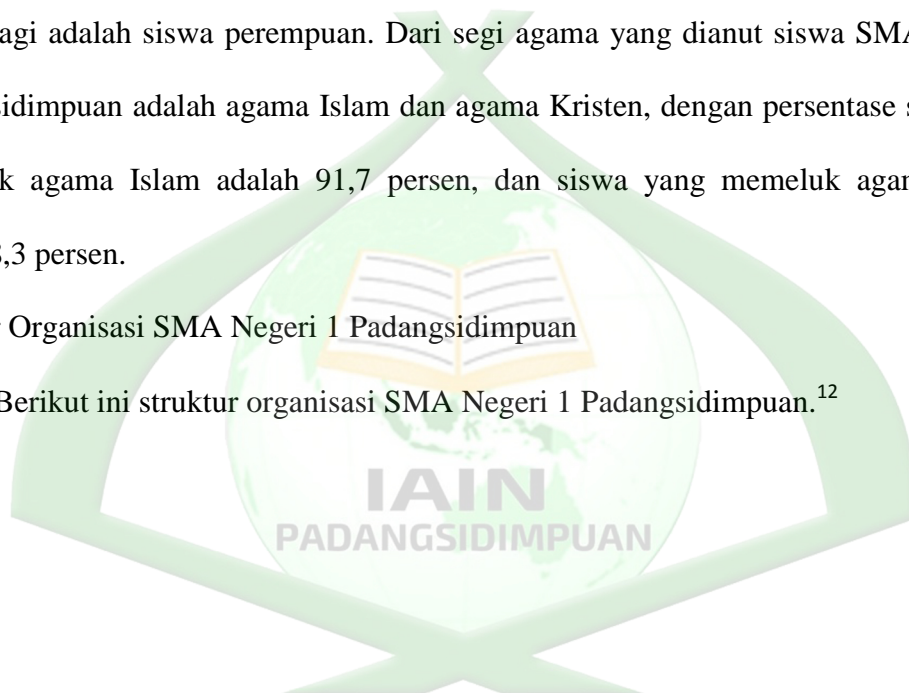 agi adalah siswa perempuan. Dari segi agama yang dianut siswa SMA
sidimpuan adalah agama Islam dan agama Kristen, dengan persentase s
k agama Islam adalah 91,7 persen, dan siswa yang memeluk agar
8,3 persen.
Organisasi SMA Negeri 1 Padangsidimpuan
Berikut ini struktur organisasi SMA Negeri 1 Padangsidimpuan.12
IAIN
PADANGSIDIMPUAN